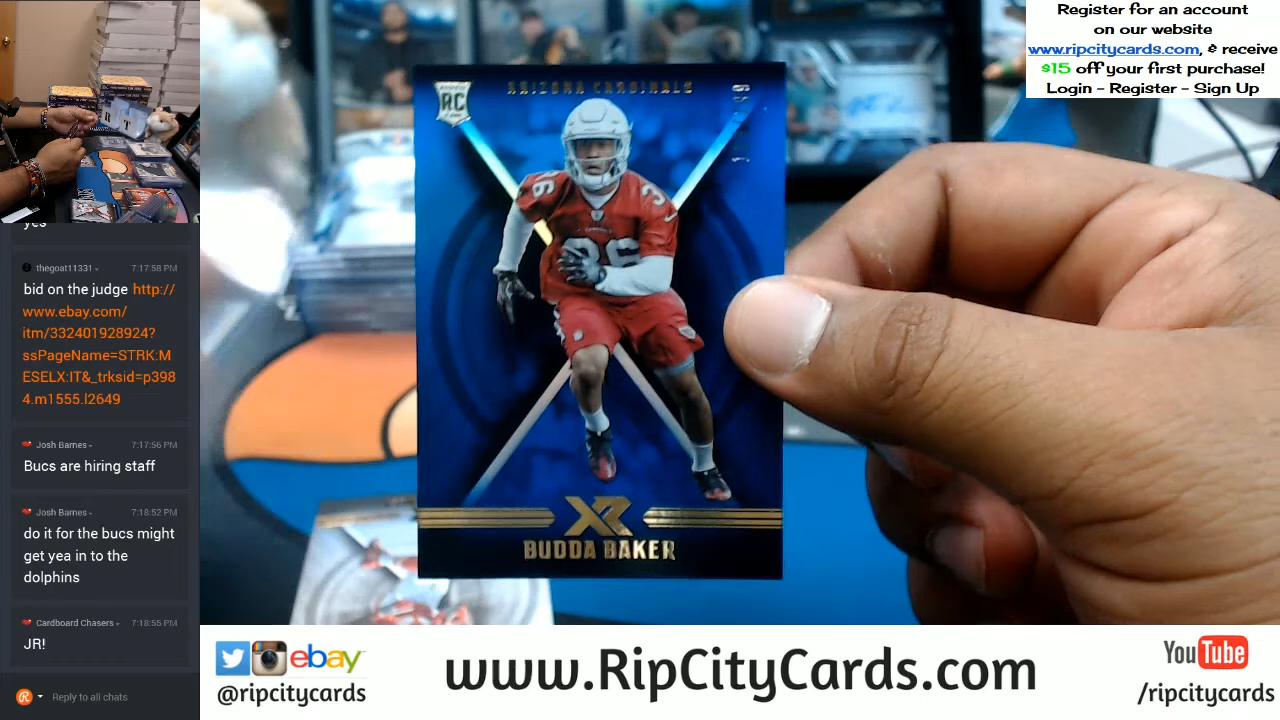 Register for an account
on our website
www.ripcitycards.com, & receive
$15 off your first purchase!
Login - Register - Sign Up
yes
thegoat11331 7:17:58 PM
bid on the judge http://
www.ebay.com/
itm/332401928924?
ssPageName=STRK:M
ESELX:IT&_trksid=p398
4.m1555.l2649
Josh Barnes 7:17:56 PM
Bucs are hiring staff
Josh Barnes 7:18:52 PM
do it for the bucs might
get yea in to the
dolphins
Cardboard Chasers 7:18:55 PM
JR!
Reply to all chats
RC
ARIZONA CARDINALS
36
36
XR
BUDDA BAKER
ebay
@ripcitycards
www.RipCityCards.com
YouTube
/ripcitycards